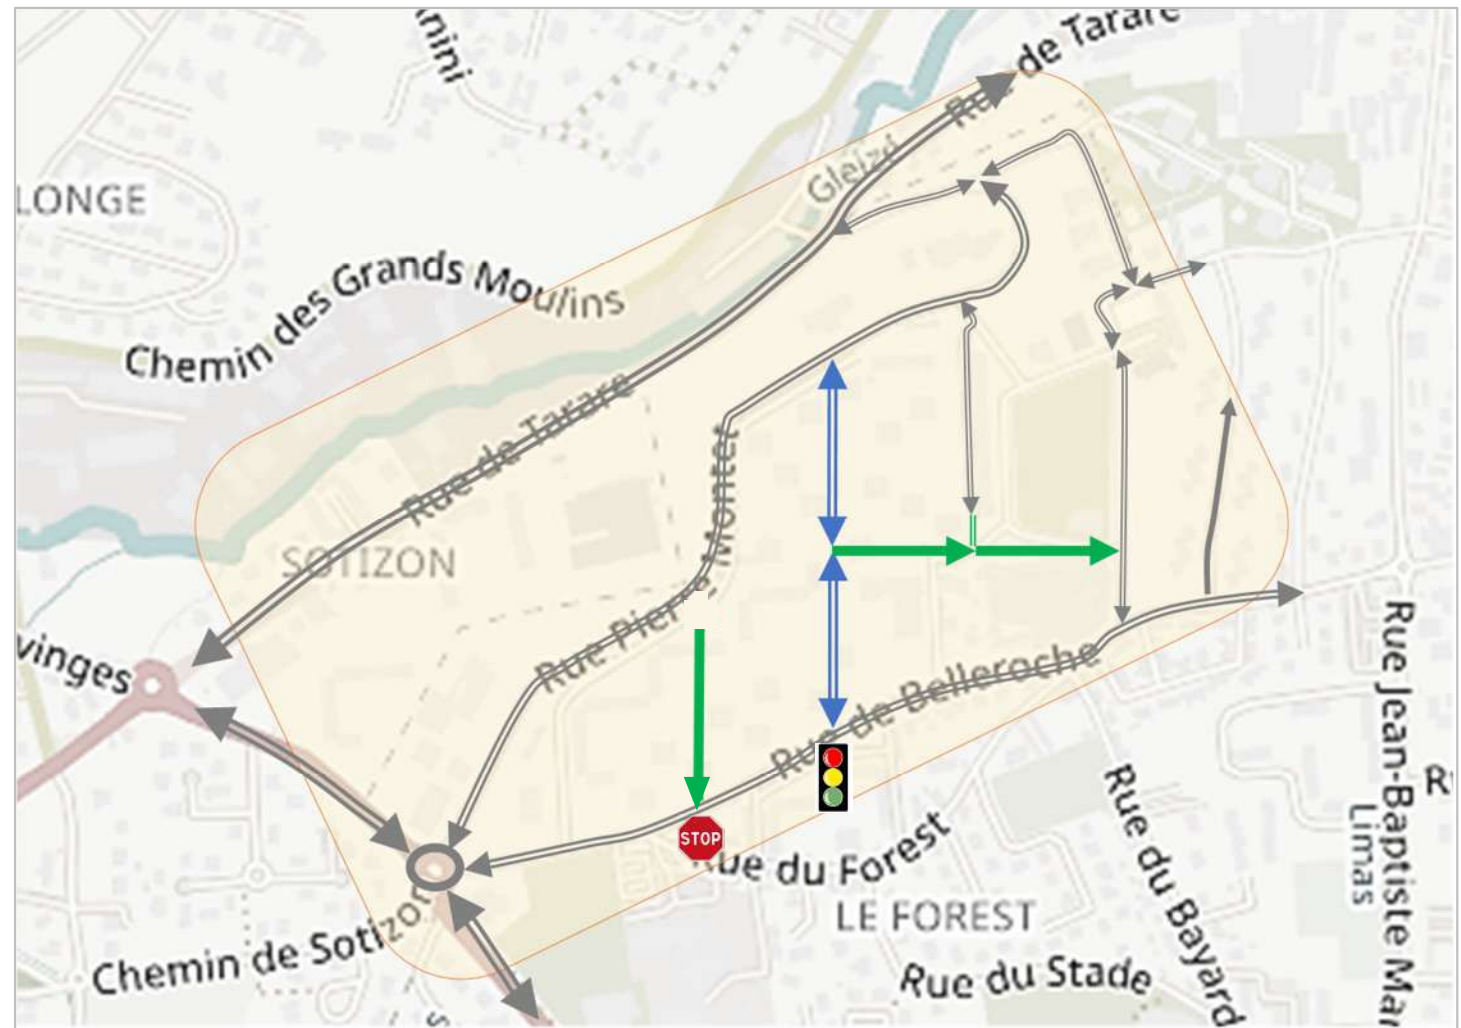 nini
Rue de Tarare
Gleizé
LONGE
Chemin des Grands Moulins
Rue de Tarare
SOTIZON
Montet
Rue Pierre
vinges
Rue de Belleroche
STOP
Rue du Forest
LE FOREST
Chemin de Sotizon
Rue du Stade
Rue du Bayard
Limas
Rue Jean-Baptiste Mar
R